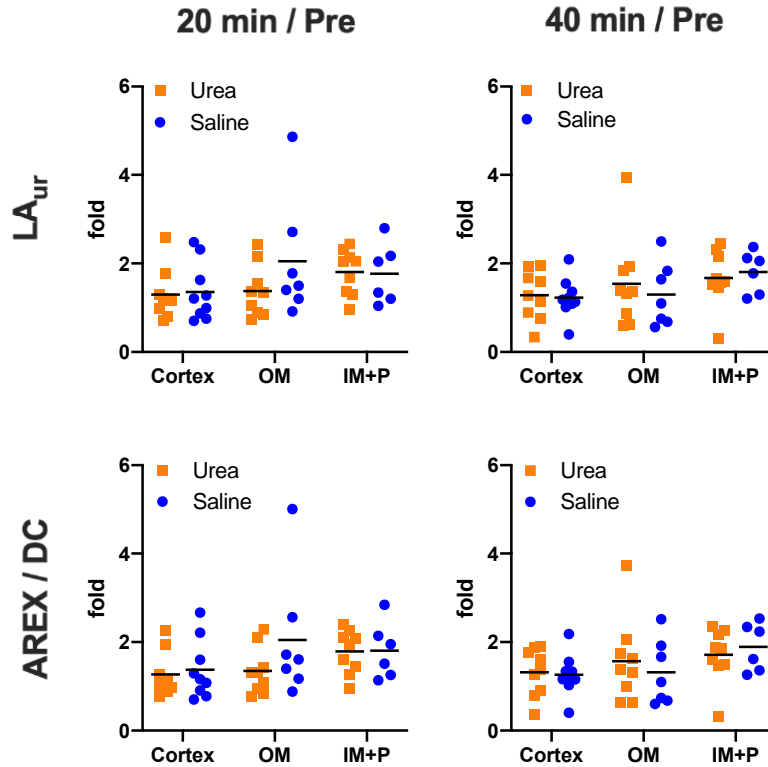 20 min / Pre
40 min / Pre
LAur
fold
6
4
2
0
Urea
Saline
Cortex OM IM+P
fold
6
4
2
0
Urea
Saline
Cortex OM IM+P
AREX / DC
fold
6
4
2
0
Urea
Saline
Cortex OM IM+P
fold
6
4
2
0
Urea
Saline
Cortex OM IM+P